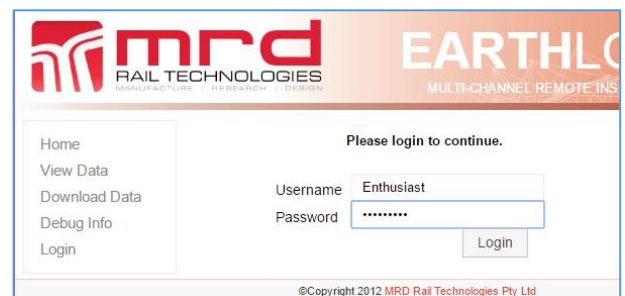 mrd
RAIL TECHNOLOGIES
MANUFACTURE | RESEARCH | DESIGN
EARTHLO
MULTI-CHANNEL REMOTE INS
Home
View Data
Download Data
Debug Info
Login
Please login to continue.
Username Enthusiast
Password •••••••••
Login
©Copyright 2012 MRD Rail Technologies Pty Ltd